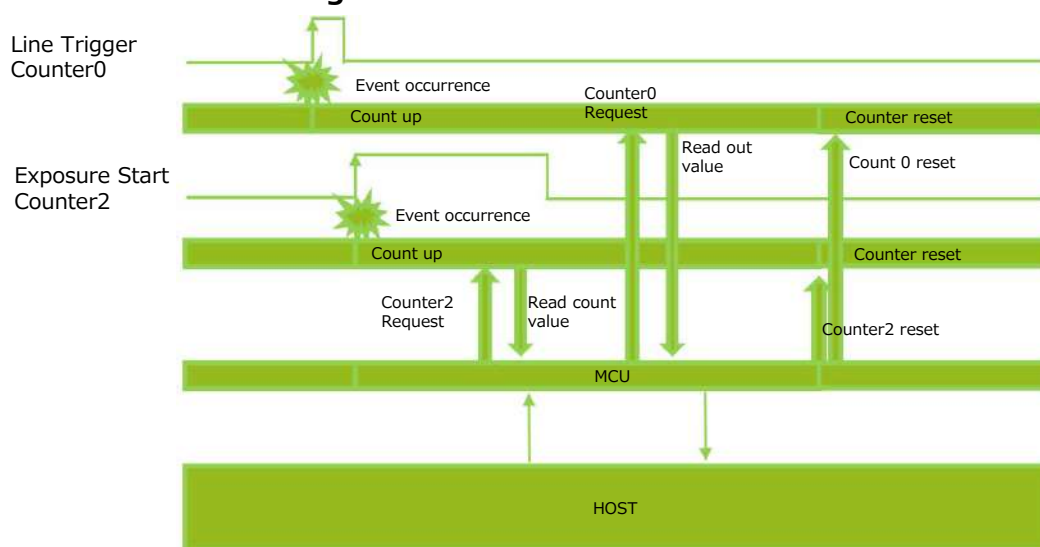 Line Trigger
Counter0
Event occurrence
Counter0
Request
Count up
Counter reset
Read out
value
Count 0 reset
Exposure Start
Counter2
Event occurrence
Count up
Counter reset
Counter2
Request
Read count
value
Counter2 reset
MCU
HOST